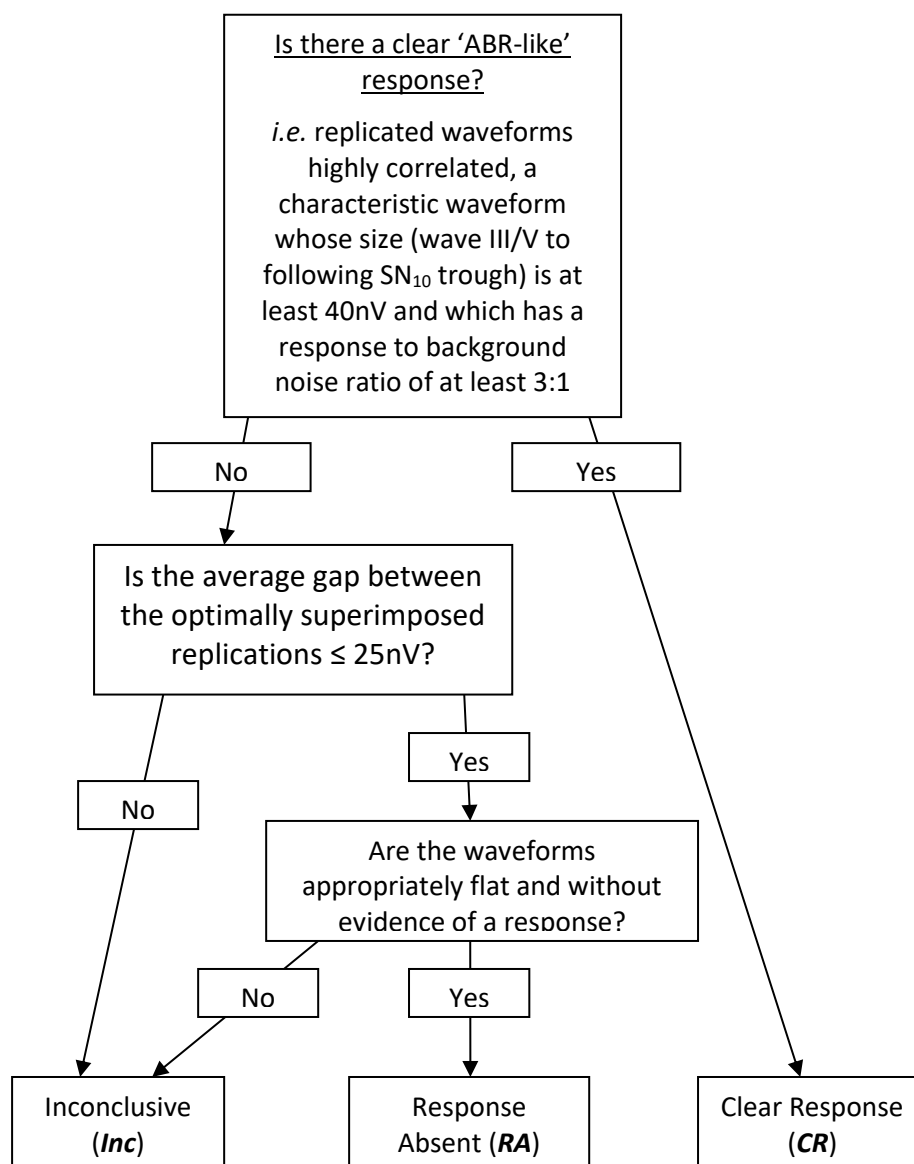 Is there a clear ‘ABR-like’
response?
i.e. replicated waveforms
highly correlated, a
characteristic waveform
whose size (wave III/V to
following SN₁₀ trough) is at
least 40nV and which has a
response to background
noise ratio of at least 3:1
No
Yes
Is the average gap between
the optimally superimposed
replications ≤ 25nV?
Yes
No
Are the waveforms
appropriately flat and without
evidence of a response?
No
Yes
Inconclusive
(Inc)
Response
Absent (RA)
Clear Response
(CR)